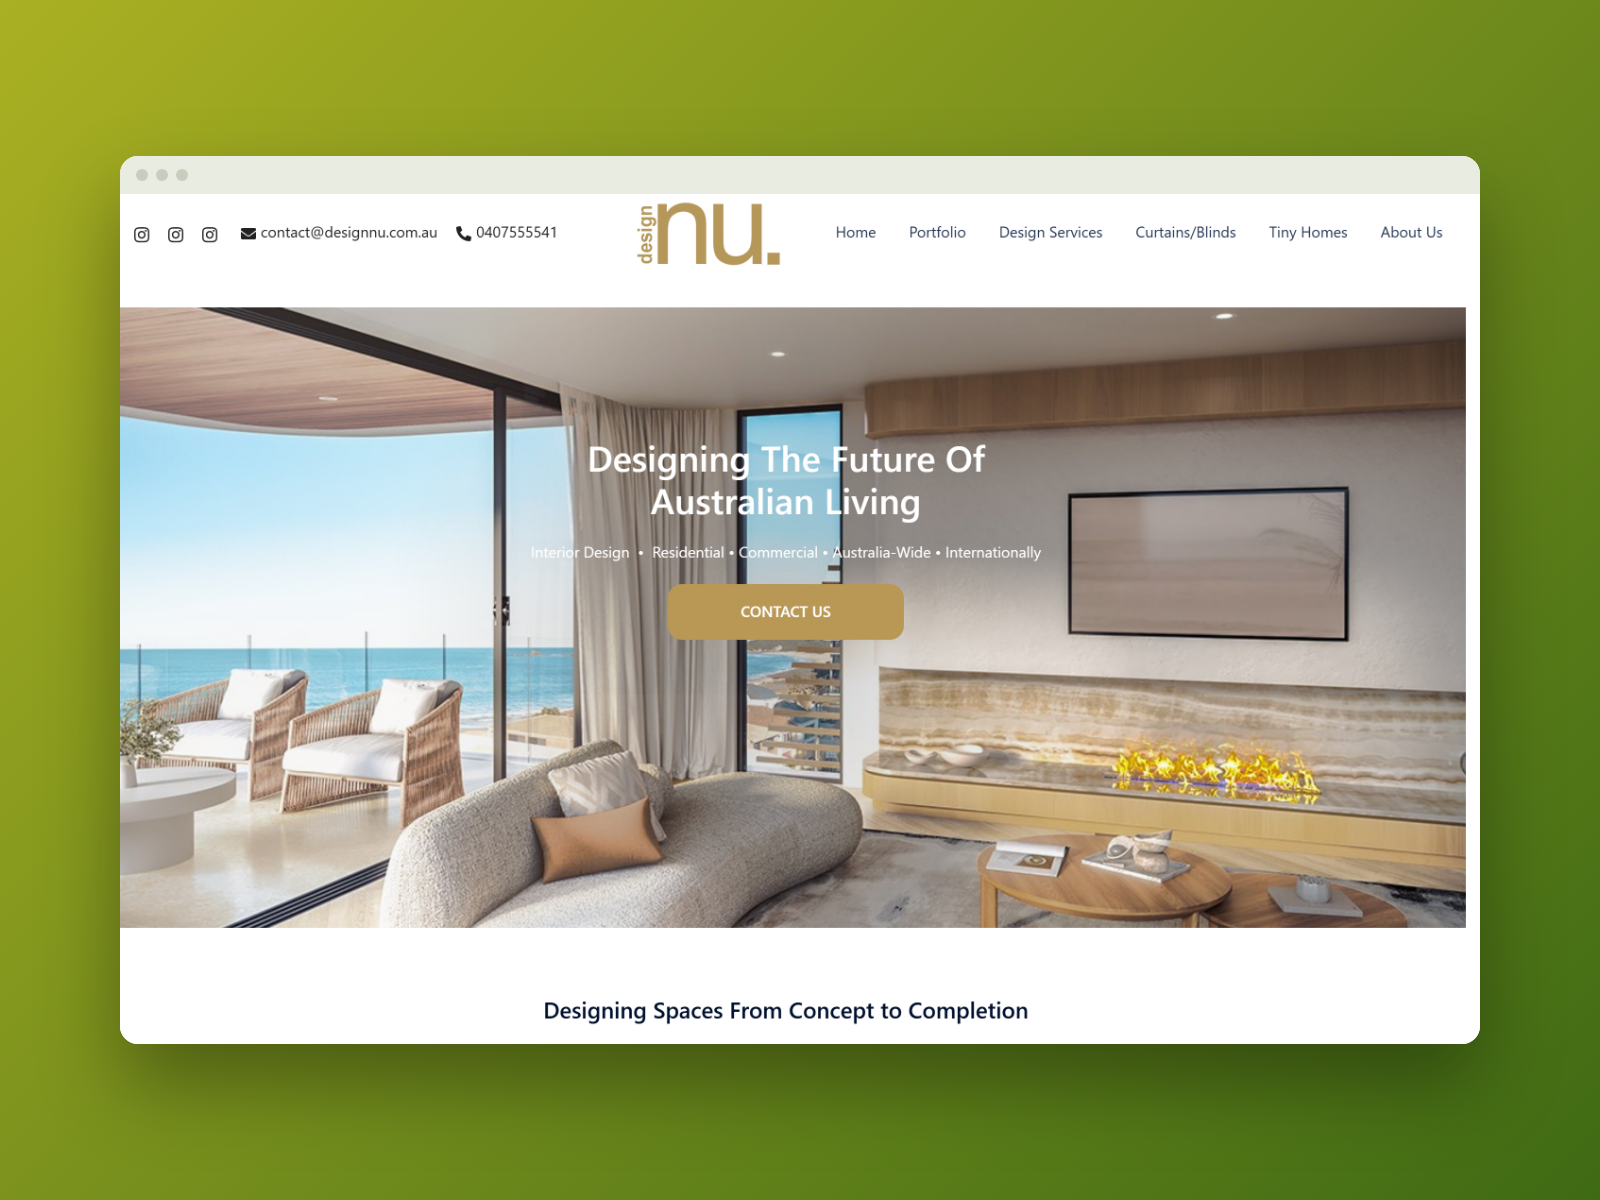 contact@designnu.com.au
0407555541
design
nu.
Home
Portfolio
Design Services
Curtains/Blinds
Tiny Homes
About Us
Designing The Future Of
Australian Living
Interior Design • Residential • Commercial • Australia-Wide • Internationally
CONTACT US
Designing Spaces From Concept to Completion